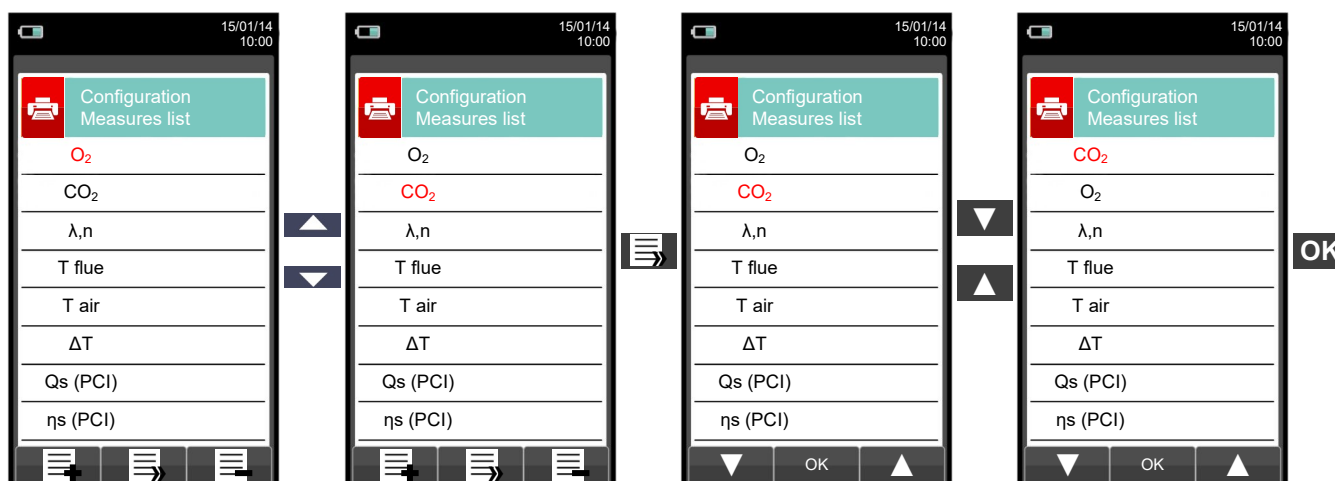 15/01/14
10:00
Configuration
Measures list
O₂
CO₂
λ,n
T flue
T air
ΔT
Qs (PCI)
ηs (PCI)
15/01/14
10:00
Configuration
Measures list
O₂
CO₂
λ,n
T flue
T air
ΔT
Qs (PCI)
ηs (PCI)
15/01/14
10:00
Configuration
Measures list
O₂
CO₂
λ,n
T flue
T air
ΔT
Qs (PCI)
ηs (PCI)
OK
15/01/14
10:00
Configuration
Measures list
CO₂
O₂
λ,n
T flue
T air
ΔT
Qs (PCI)
ηs (PCI)
OK
OK